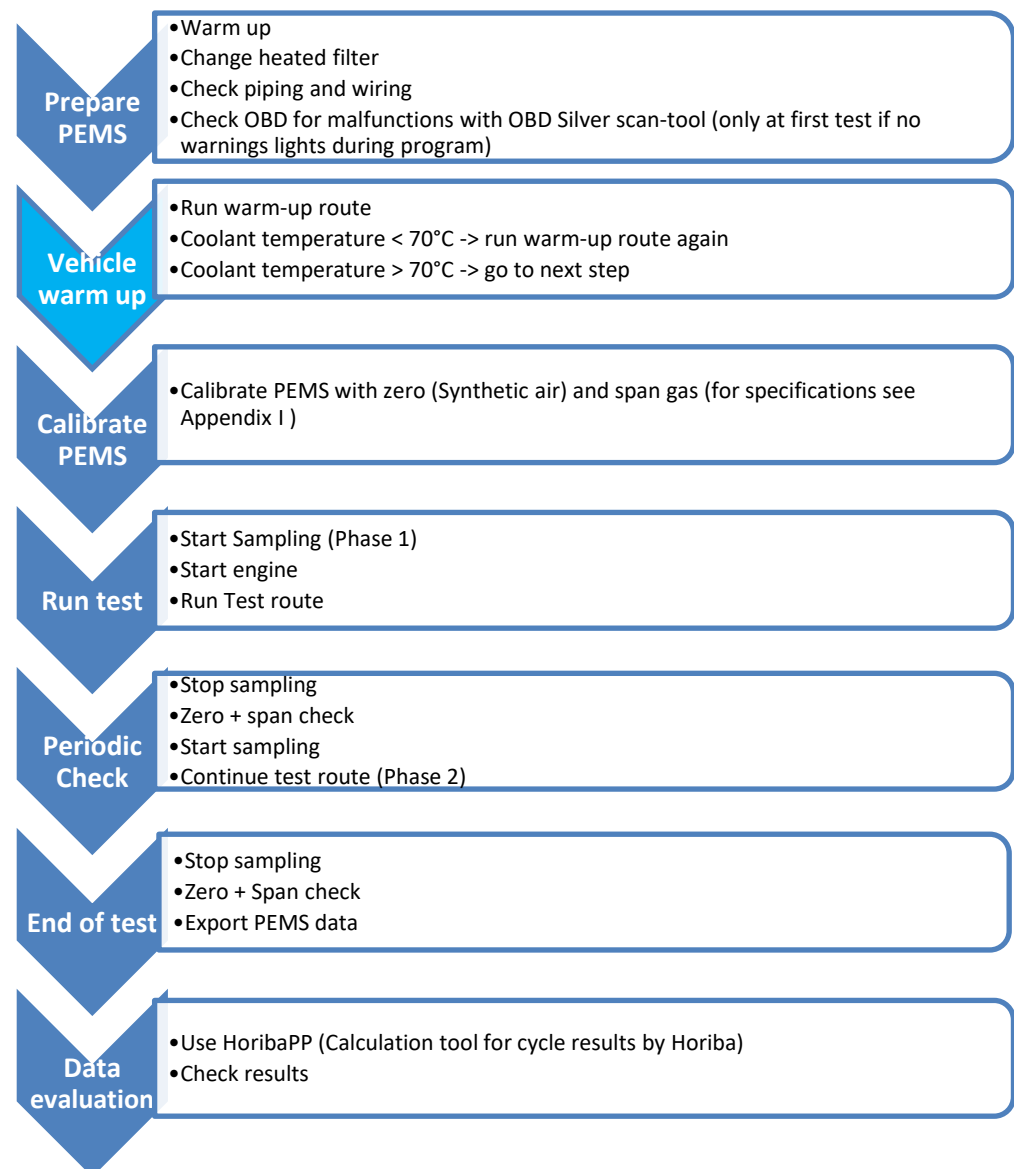 Prepare
PEMS
•Warm up
•Change heated filter
•Check piping and wiring
•Check OBD for malfunctions with OBD Silver scan-tool (only at first test if no
warnings lights during program)
Vehicle
warm up
•Run warm-up route
•Coolant temperature < 70°C -> run warm-up route again
•Coolant temperature > 70°C -> go to next step
Calibrate
PEMS
•Calibrate PEMS with zero (Synthetic air) and span gas (for specifications see
Appendix I )
Run test
•Start Sampling (Phase 1)
•Start engine
•Run Test route
Periodic
Check
•Stop sampling
•Zero + span check
•Start sampling
•Continue test route (Phase 2)
End of test
•Stop sampling
•Zero + Span check
•Export PEMS data
Data
evaluation
•Use HoribaPP (Calculation tool for cycle results by Horiba)
•Check results